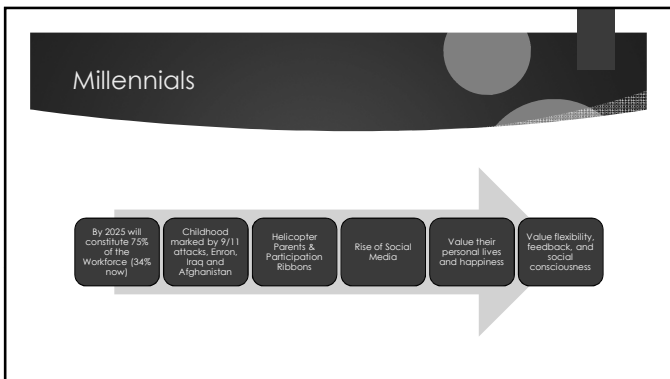 Millennials
By 2025 will
constitute 75%
of the
Workforce (34%
now)
Childhood
marked by 9/11
attacks, Enron,
Iraq and
Afghanistan
Helicopter
Parents &
Participation
Ribbons
Rise of Social
Media
Value their
personal lives
and happiness
Value flexibility,
feedback, and
social
consciousness